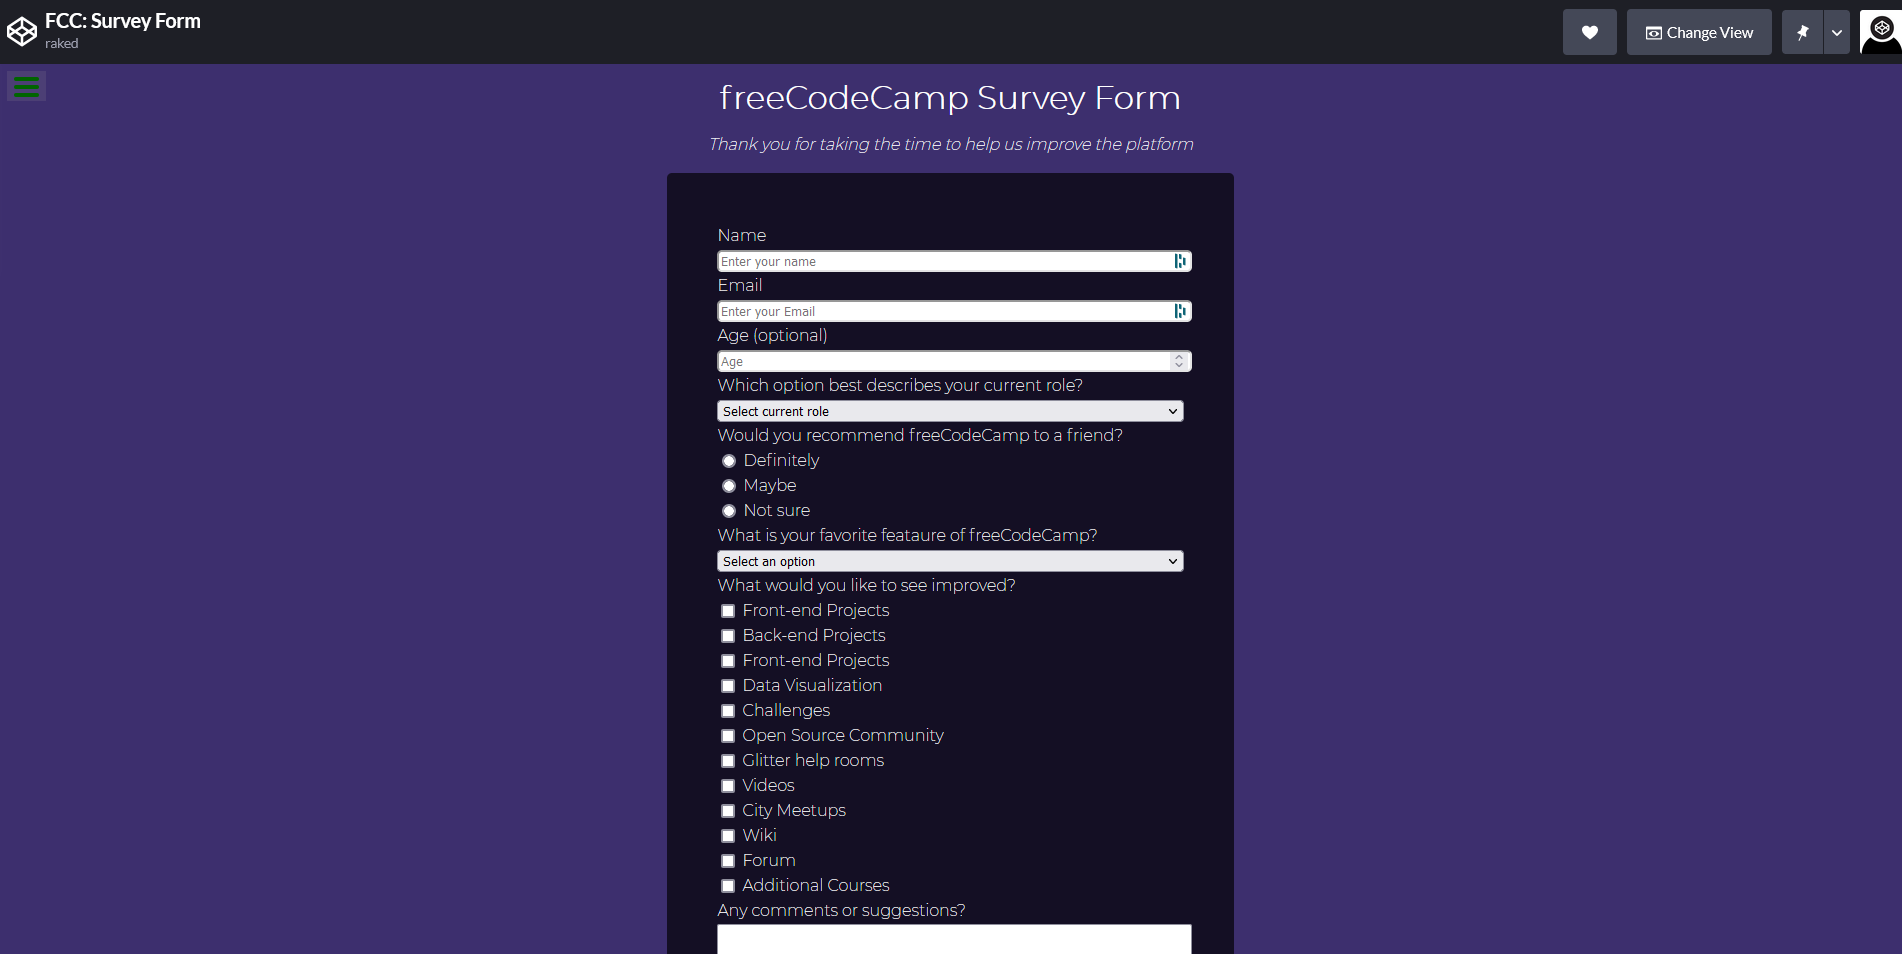 FCC: Survey Form
raked
Change View
freeCodeCamp Survey Form
Thank you for taking the time to help us improve the platform
Name
Enter your name
Email
Enter your Email
Age (optional)
Age
Which option best describes your current role?
Select current role
Would you recommend freeCodeCamp to a friend?
Definitely
Maybe
Not sure
What is your favorite feataure of freeCodeCamp?
Select an option
What would you like to see improved?
Front-end Projects
Back-end Projects
Front-end Projects
Data Visualization
Challenges
Open Source Community
Glitter help rooms
Videos
City Meetups
Wiki
Forum
Additional Courses
Any comments or suggestions?